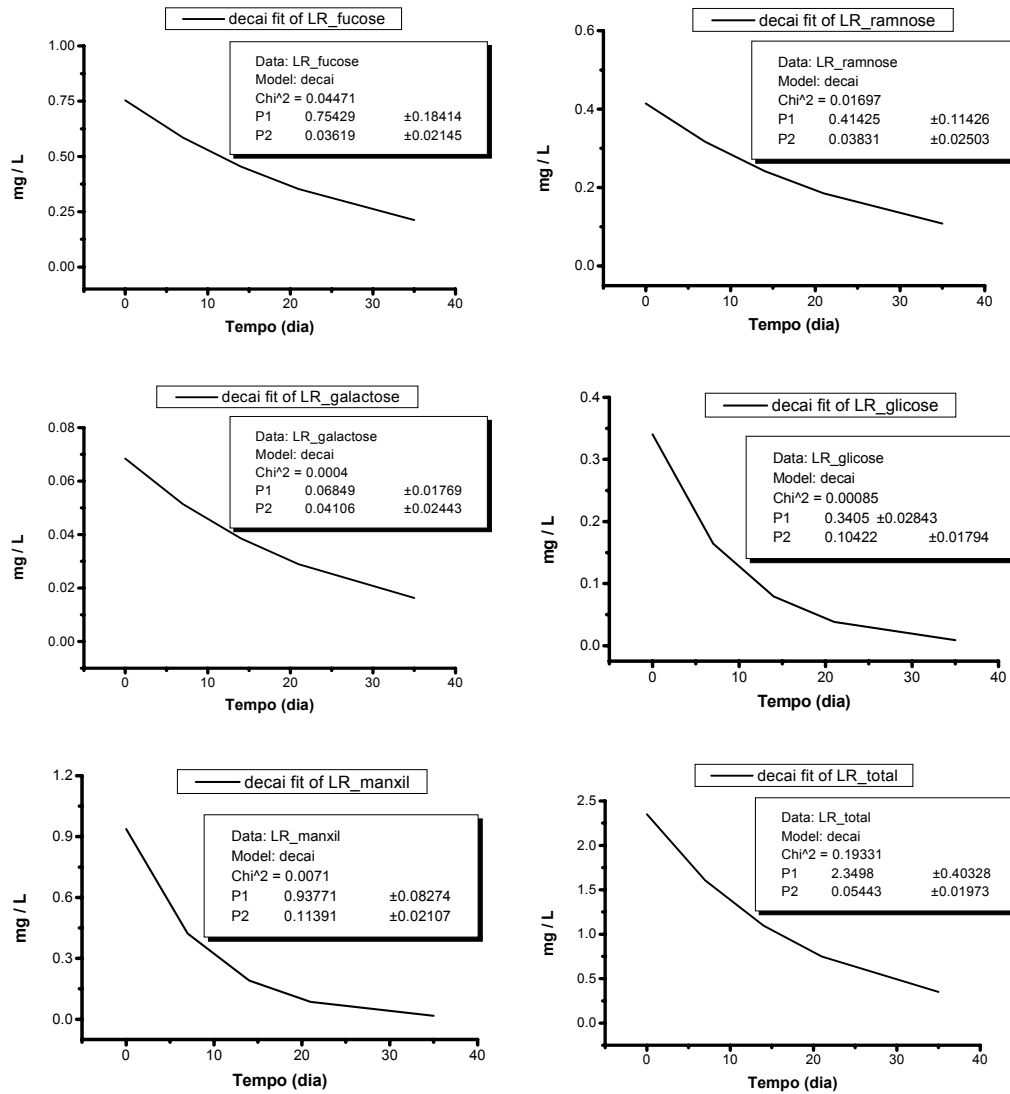 decai fit of LR_fucose
1.00
0.75
0.50
0.25
0.00
mg / L
Data: LR_fucose
Model: decai
Chi^2 = 0.04471
P1 0.75429 ±0.18414
P2 0.03619 ±0.02145
0 10 20 30 40
Tempo (dia)
decai fit of LR_ramnose
0.6
0.4
0.2
0.0
mg / L
Data: LR_ramnose
Model: decai
Chi^2 = 0.01697
P1 0.41425 ±0.11426
P2 0.03831 ±0.02503
0 10 20 30 40
Tempo (dia)
decai fit of LR_galactose
0.08
0.06
0.04
0.02
0.00
mg / L
Data: LR_galactose
Model: decai
Chi^2 = 0.0004
P1 0.06849 ±0.01769
P2 0.04106 ±0.02443
0 10 20 30 40
Tempo (dia)
decai fit of LR_glicose
0.4
0.3
0.2
0.1
0.0
mg / L
Data: LR_glicose
Model: decai
Chi^2 = 0.00085
P1 0.3405 ±0.02843
P2 0.10422 ±0.01794
0 10 20 30 40
Tempo (dia)
decai fit of LR_manxil
1.2
0.9
0.6
0.3
0.0
mg / L
Data: LR_manxil
Model: decai
Chi^2 = 0.0071
P1 0.93771 ±0.08274
P2 0.11391 ±0.02107
0 10 20 30 40
Tempo (dia)
decai fit of LR_total
2.5
2.0
1.5
1.0
0.5
0.0
mg / L
Data: LR_total
Model: decai
Chi^2 = 0.19331
P1 2.3498 ±0.40328
P2 0.05443 ±0.01973
0 10 20 30 40
Tempo (dia)